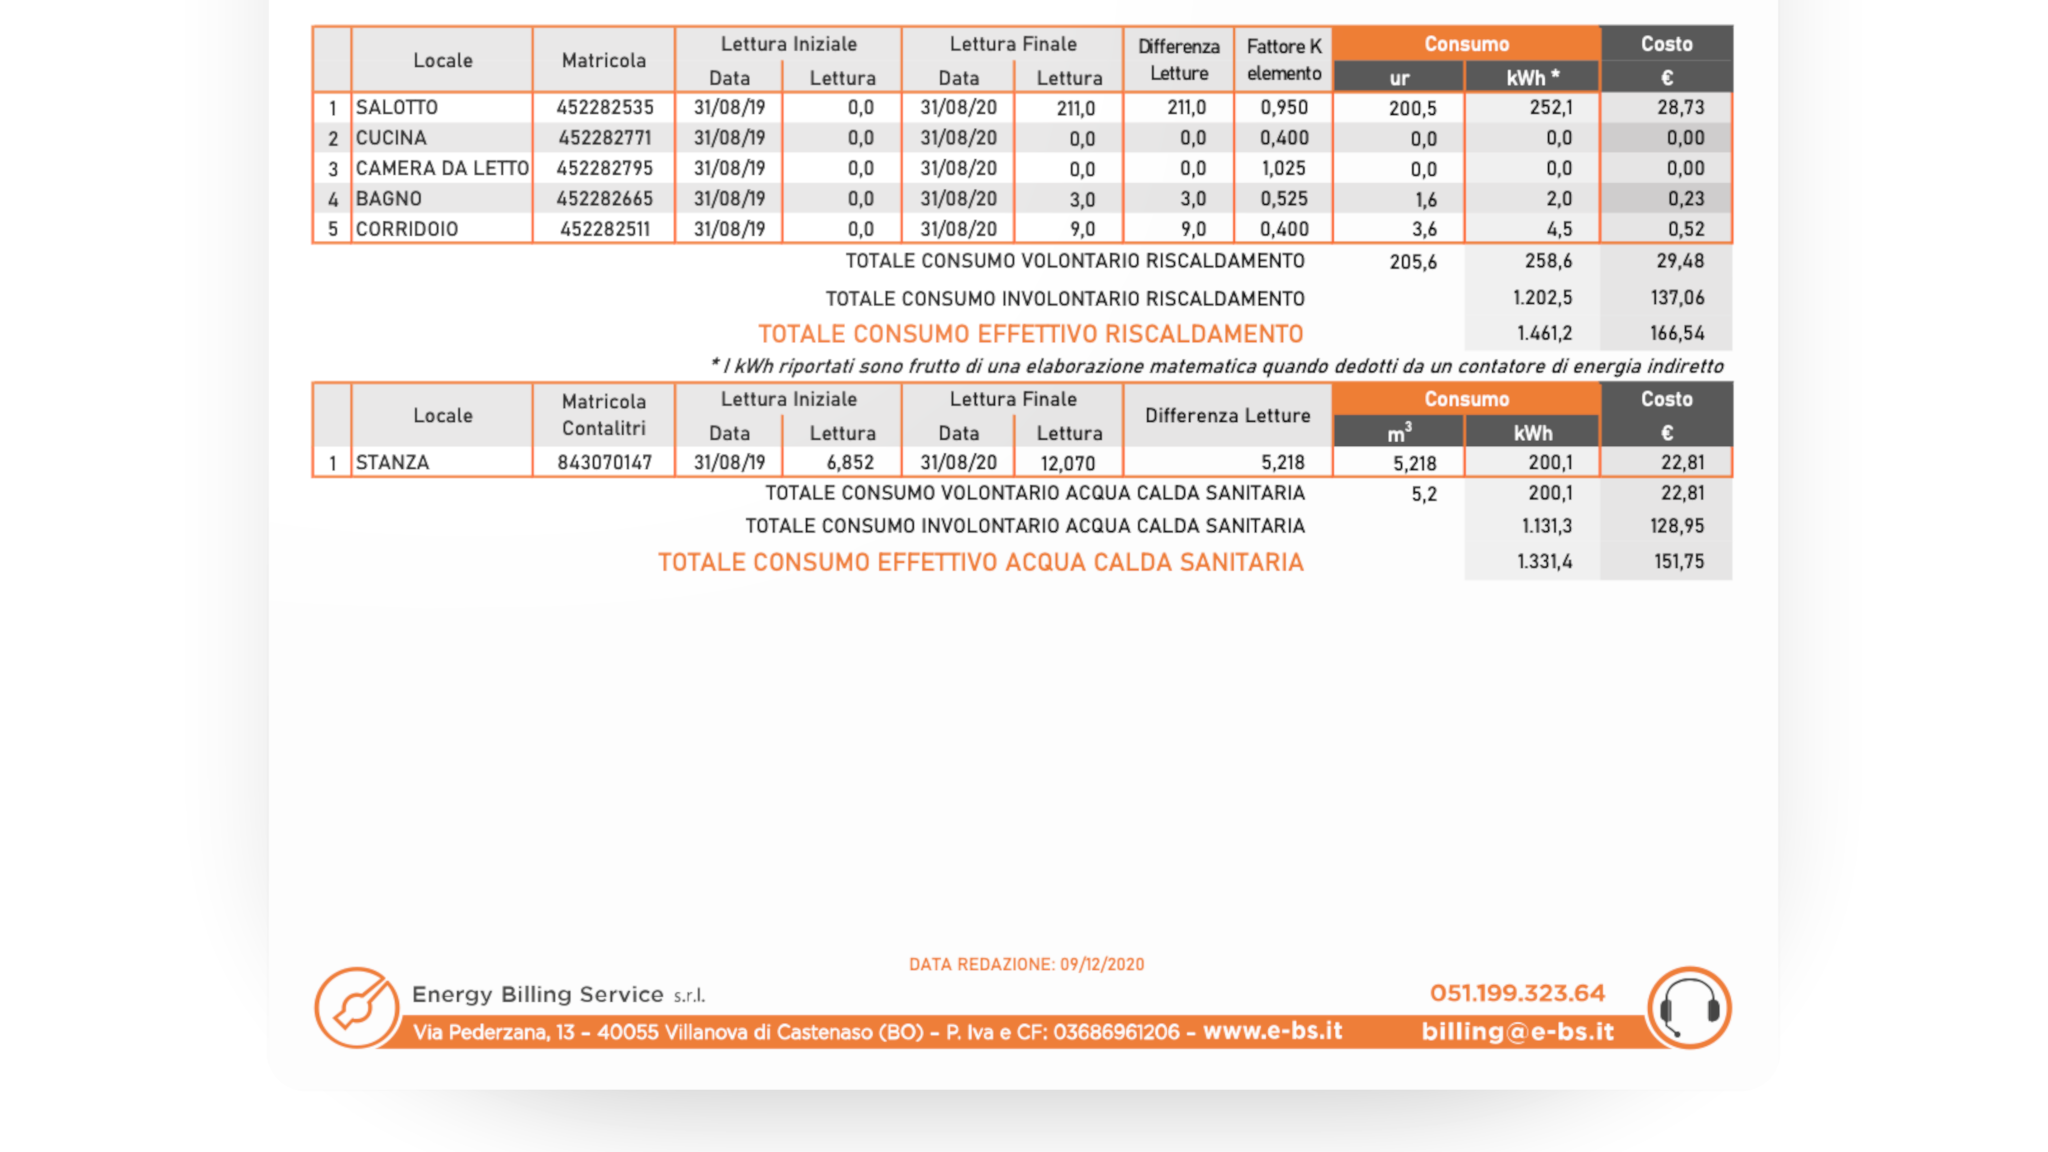 Locale Matricola Lettura Iniziale Lettura Finale Differenza Letture Fattore K elemento Consumo Costo
Data Lettura Data Lettura ur kWh * €
1 SALOTTO 452282535 31/08/19 0,0 31/08/20 211,0 211,0 0,950 200,5 252,1 28,73
2 CUCINA 452282771 31/08/19 0,0 31/08/20 0,0 0,0 0,400 0,0 0,0 0,00
3 CAMERA DA LETTO 452282795 31/08/19 0,0 31/08/20 0,0 0,0 1,025 0,0 0,0 0,00
4 BAGNO 452282665 31/08/19 0,0 31/08/20 3,0 3,0 0,525 1,6 2,0 0,23
5 CORRIDOIO 452282511 31/08/19 0,0 31/08/20 9,0 9,0 0,400 3,6 4,5 0,52
TOTALE CONSUMO VOLONTARIO RISCALDAMENTO 205,6 258,6 29,48
TOTALE CONSUMO INVOLONTARIO RISCALDAMENTO 1.202,5 137,06
TOTALE CONSUMO EFFETTIVO RISCALDAMENTO 1.461,2 166,54
* I kWh riportati sono frutto di una elaborazione matematica quando dedotti da un contatore di energia indiretto
Locale Matricola Contalitri Lettura Iniziale Lettura Finale Differenza Letture Consumo Costo
Data Lettura Data Lettura m³ kWh €
1 STANZA 843070147 31/08/19 6,852 31/08/20 12,070 5,218 5,218 200,1 22,81
TOTALE CONSUMO VOLONTARIO ACQUA CALDA SANITARIA 5,2 200,1 22,81
TOTALE CONSUMO INVOLONTARIO ACQUA CALDA SANITARIA 1.131,3 128,95
TOTALE CONSUMO EFFETTIVO ACQUA CALDA SANITARIA 1.331,4 151,75
DATA REDAZIONE: 09/12/2020
Energy Billing Service s.r.l. 051.199.323.64
Via Pederzana, 13 – 40055 Villanova di Castenaso (BO) – P. Iva e CF: 03686961206 – www.e-bs.it billing@e-bs.it